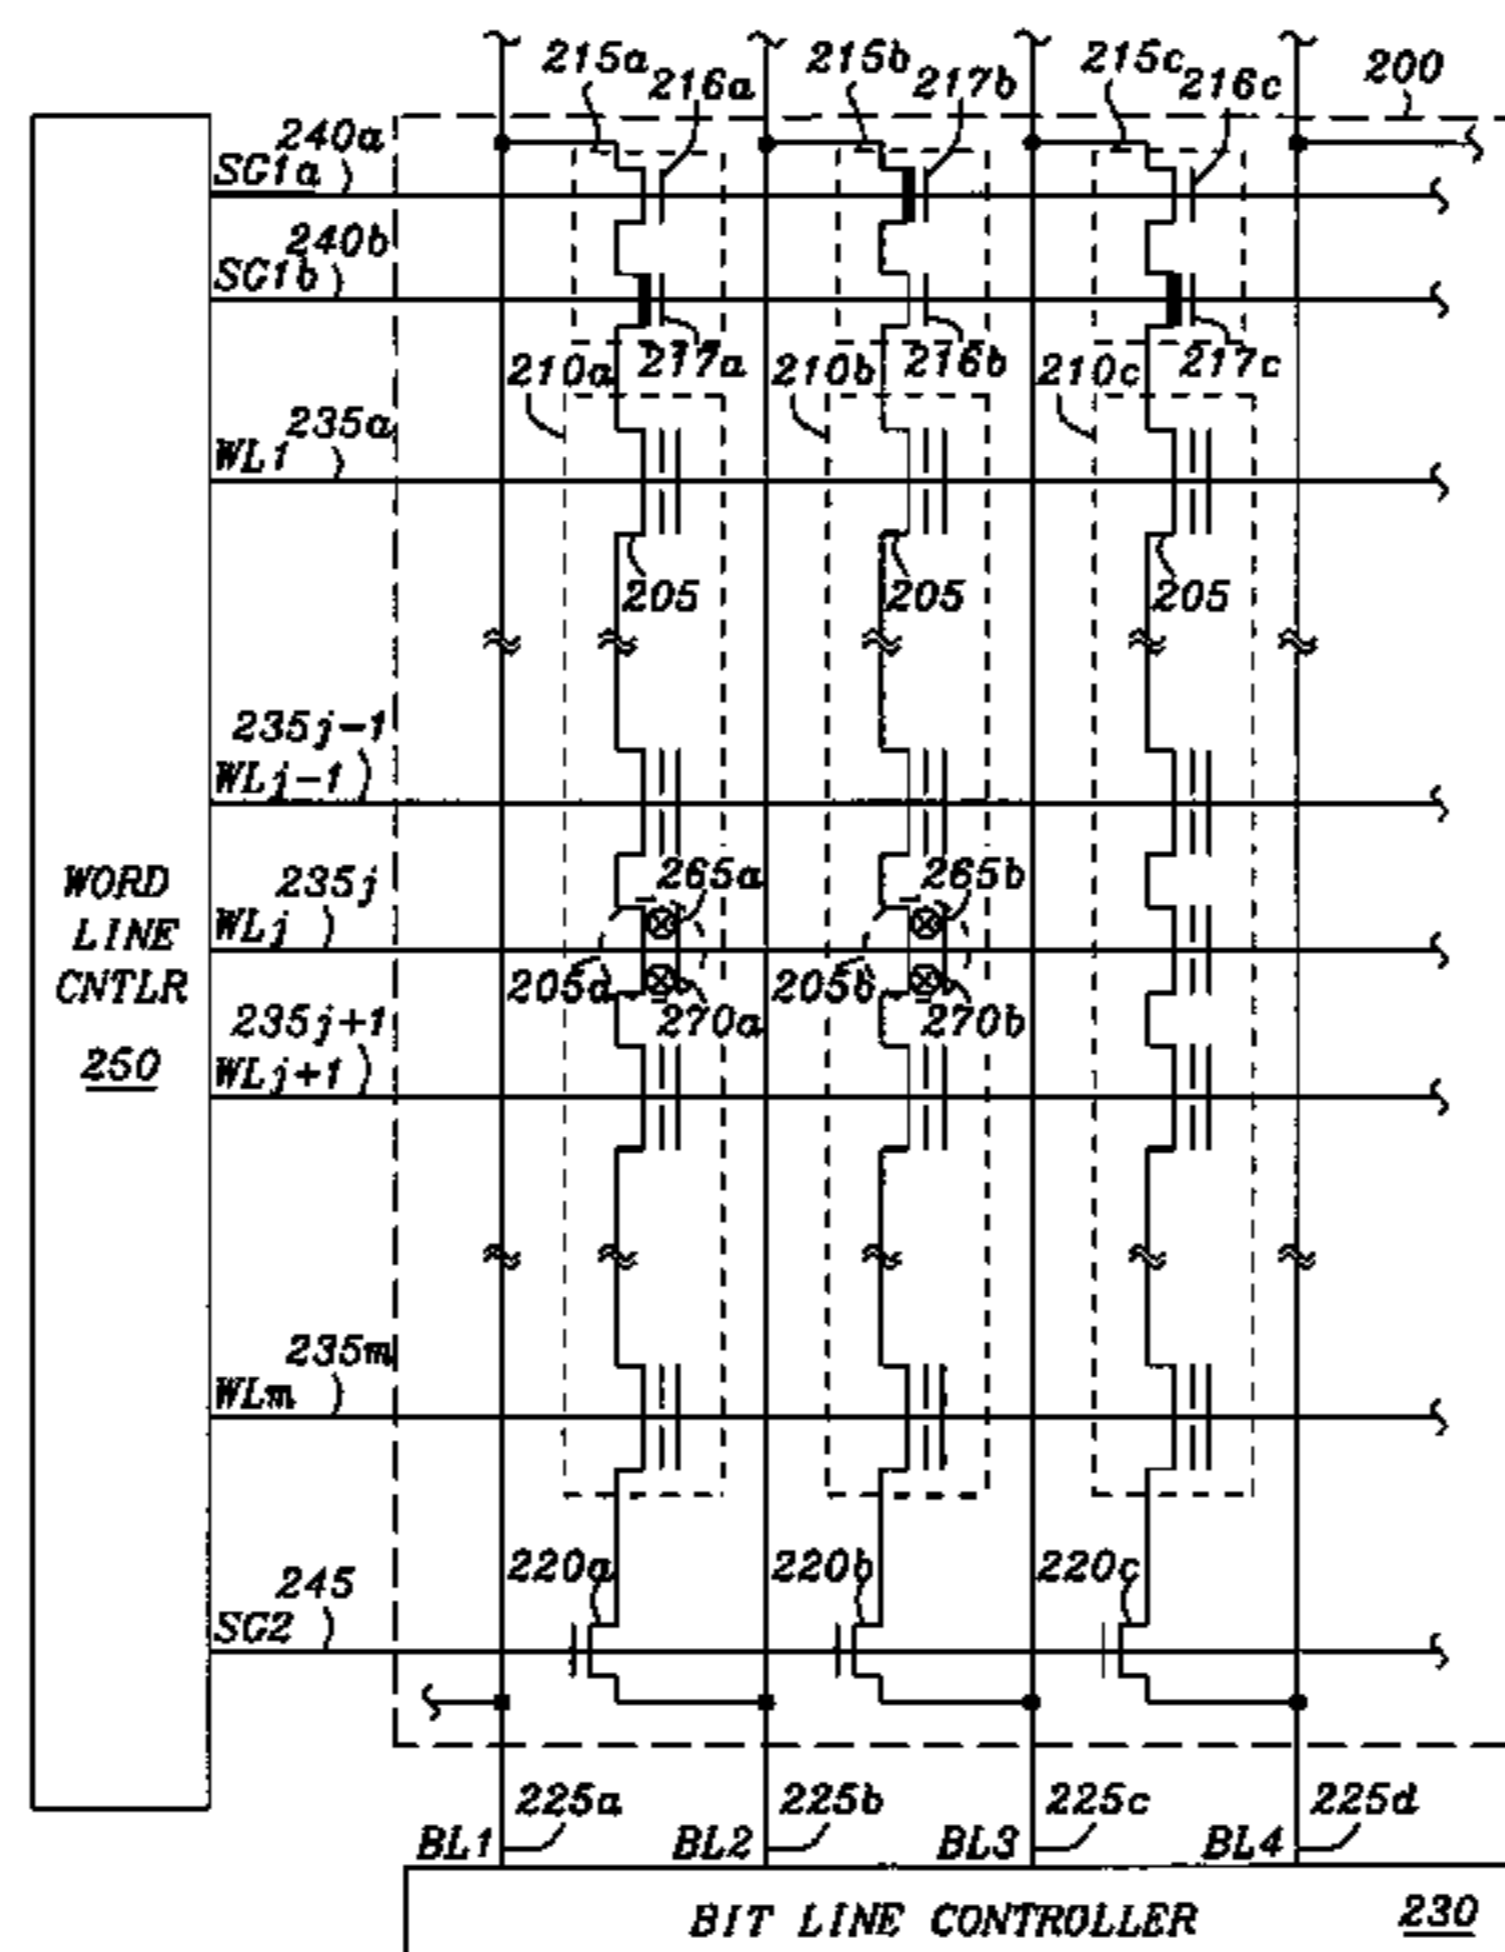 215a
216a
215b
217b
215c
216c
200
240a
SG1a
240b
SG1b
210a
217a
210b
216b
210c
217c
235a
WL1
205
205
205
235j-1
WLj-1
265a
265b
235j
WLj
205a
205b
270a
270b
WORD
LINE
CNTLR
250
235j+1
WLj+1
235m
WLm
220a
220b
220c
245
SG2
225a
225b
225c
225d
BL1
BL2
BL3
BL4
BIT LINE CONTROLLER
230